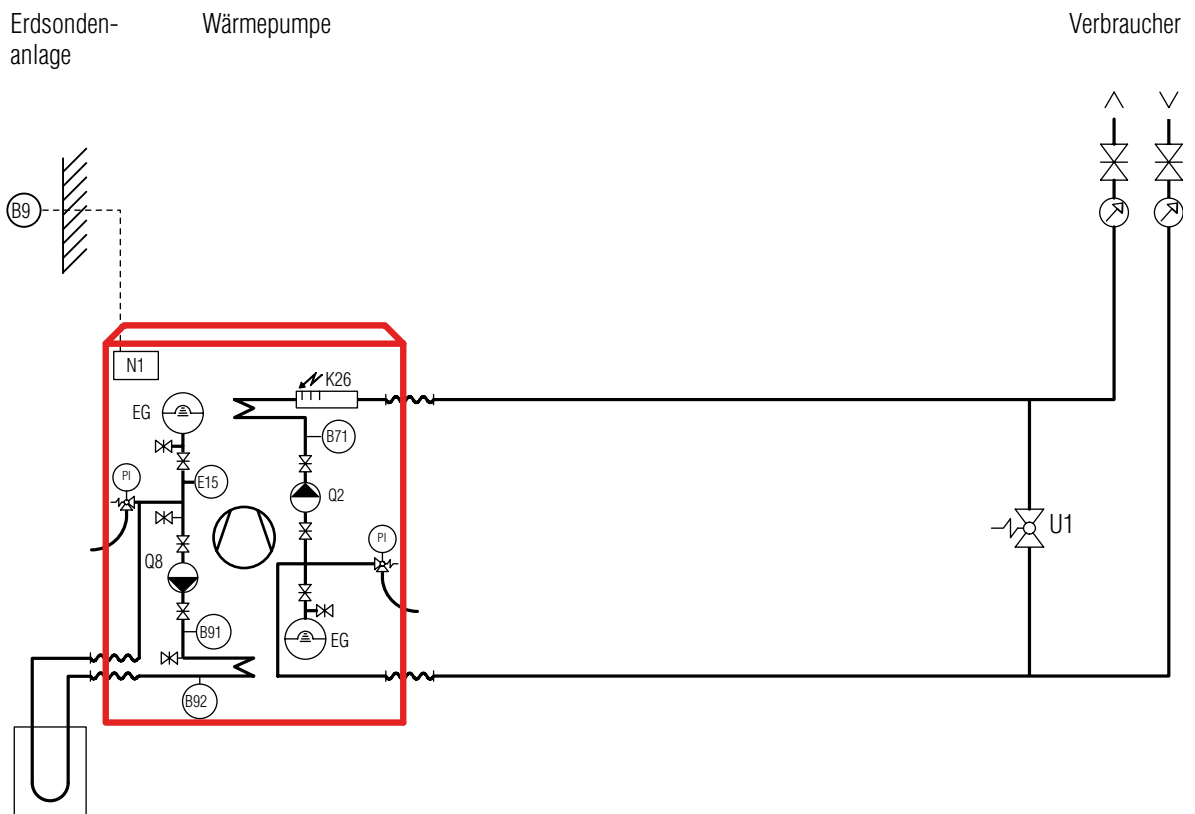 Erdsonden-
anlage
Wärmepumpe
Verbraucher
B9
N1
K26
EG
B71
PI
E15
Q2
U1
PI
Q8
B91
EG
B92